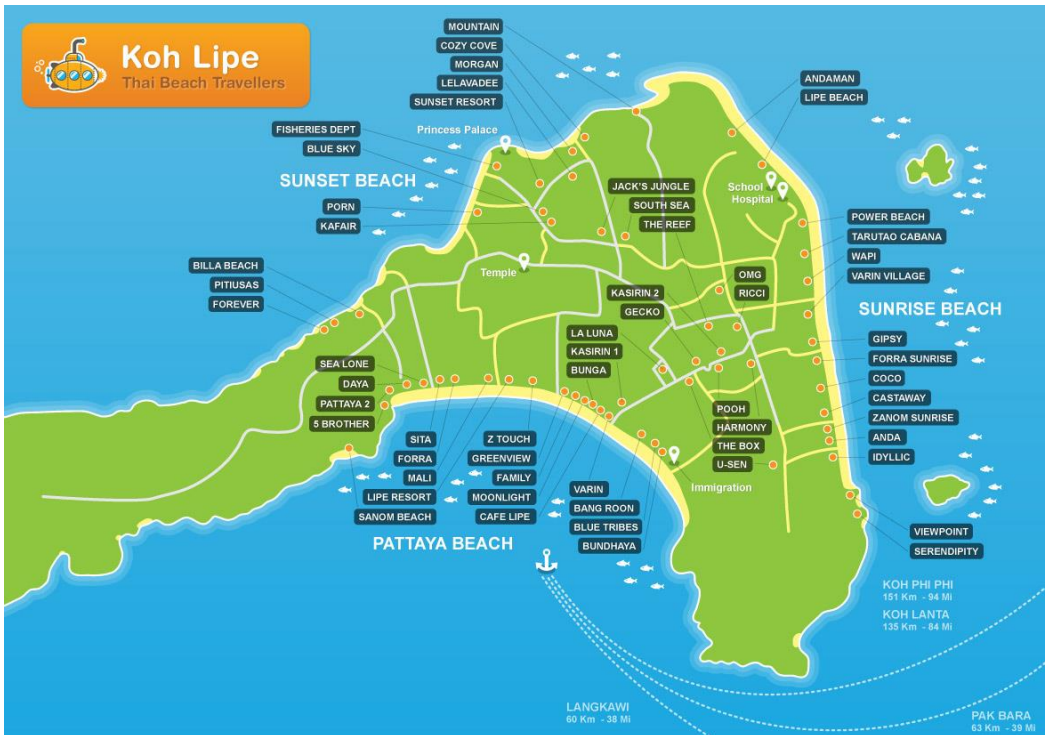 Koh Lipe
Thai Beach Travellers
MOUNTAIN
COZY COVE
MORGAN
LELAVADEE
SUNSET RESORT
ANDAMAN
LIPE BEACH
FISHERIES DEPT
BLUE SKY
Princess Palace
SUNSET BEACH
PORN
KAFAIR
JACK'S JUNGLE
SOUTH SEA
THE REEF
School
Hospital
POWER BEACH
TARUTAO CABANA
WAPI
VARIN VILLAGE
SUNRISE BEACH
BILLA BEACH
PITIUSAS
FOREVER
Temple
OMG
RICCI
KASIRIN 2
GECKO
LA LUNA
KASIRIN 1
BUNGA
GIPSY
FORRA SUNRISE
COCO
CASTAWAY
ZANOM SUNRISE
ANDA
IDYLLIC
SEA LONE
DAYA
PATTAYA 2
5 BROTHER
POOH
HARMONY
THE BOX
U-SEN
SITA
FORRA
MALI
LIPE RESORT
SANOM BEACH
Z TOUCH
GREENVIEW
FAMILY
MOONLIGHT
CAFE LIPE
VARIN
BANG ROON
BLUE TRIBES
BUNDHAYA
Immigration
PATTAYA BEACH
VIEWPOINT
SERENDIPITY
KOH PHI PHI
151 Km - 94 Mi
KOH LANTA
135 Km - 84 Mi
LANGKAWI
60 Km - 38 Mi
PAK BARA
63 Km - 39 Mi